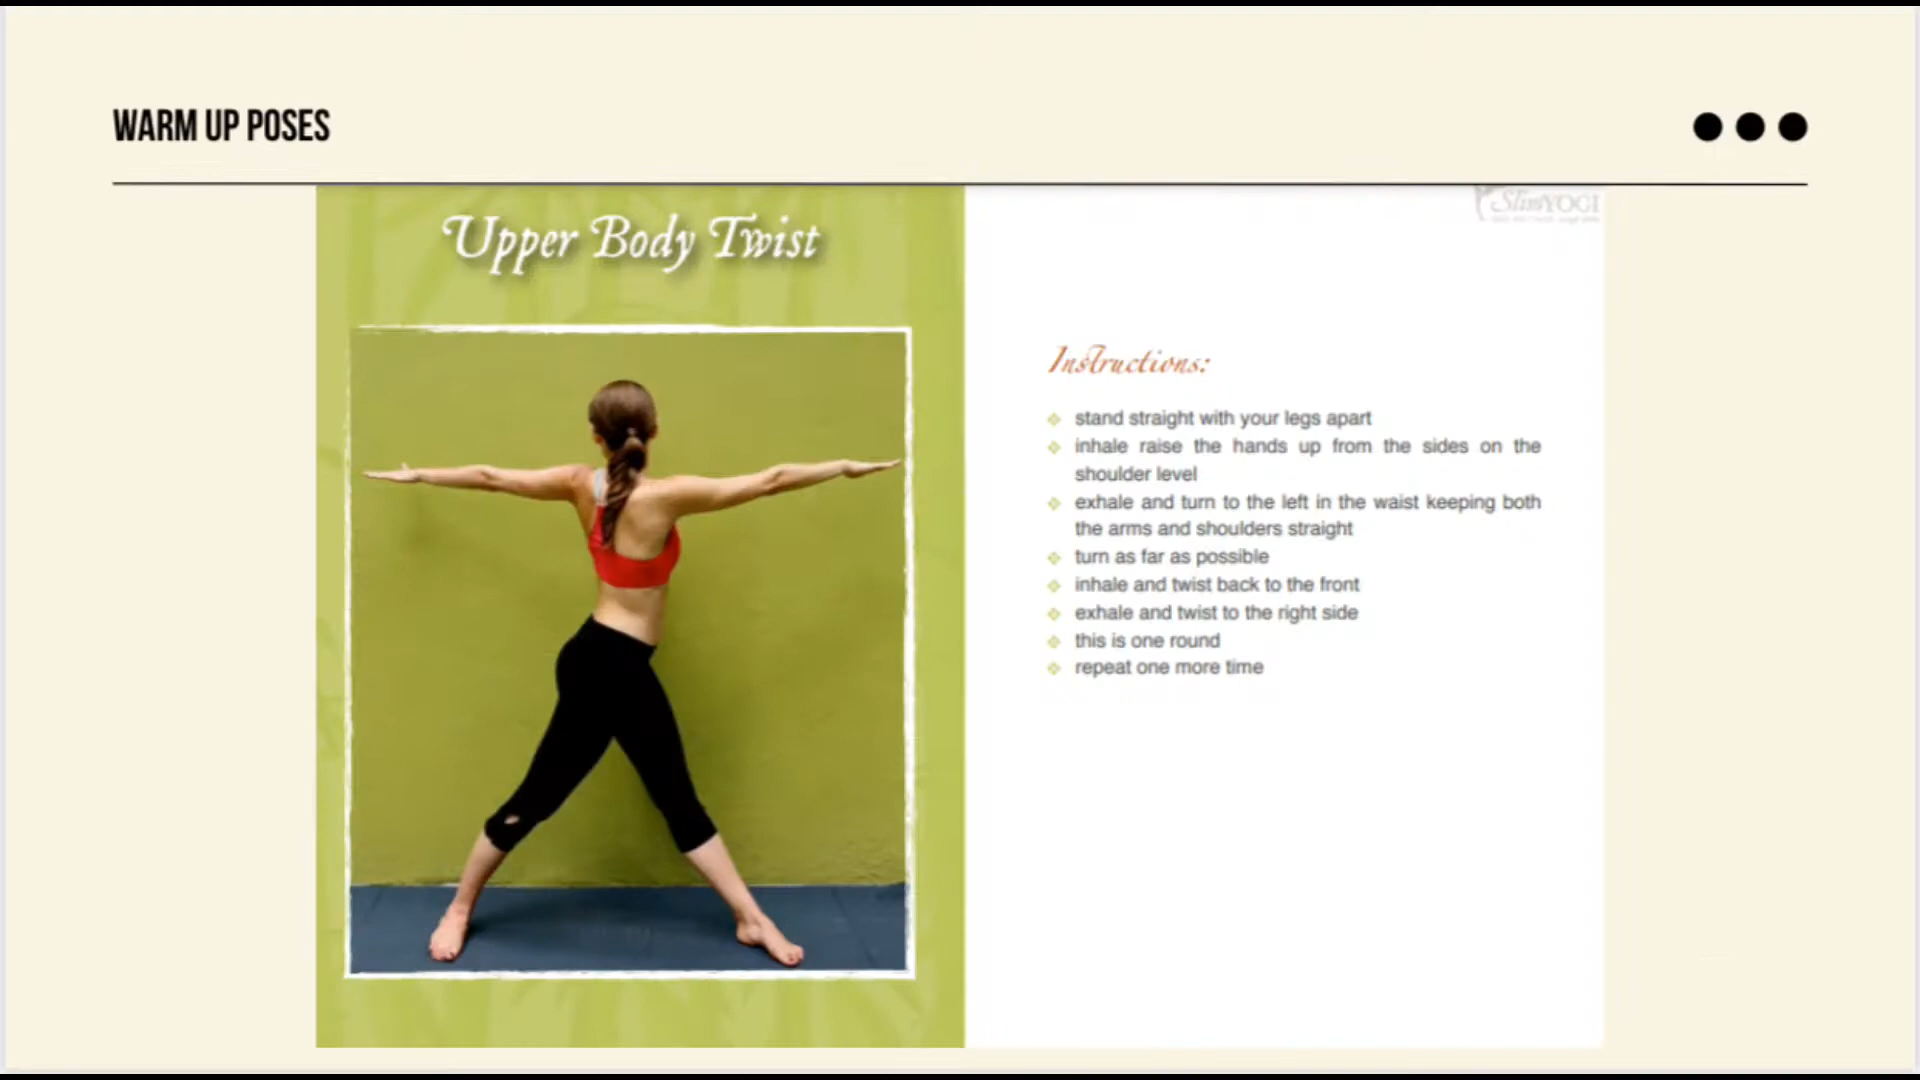 WARM UP POSES
SlimYOGI
Upper Body Twist
Instructions:
stand straight with your legs apart
inhale raise the hands up from the sides on the
shoulder level
exhale and turn to the left in the waist keeping both
the arms and shoulders straight
turn as far as possible
inhale and twist back to the front
exhale and twist to the right side
this is one round
repeat one more time